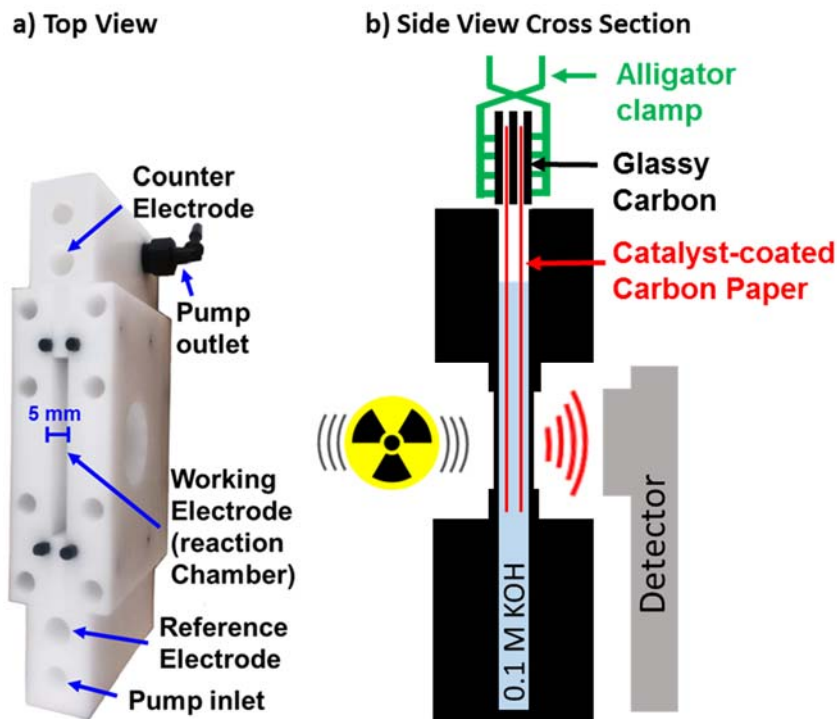 a) Top View
Counter
Electrode
Pump
outlet
5 mm
Working
Electrode
(reaction
Chamber)
Reference
Electrode
Pump inlet
b) Side View Cross Section
Alligator
clamp
Glassy
Carbon
Catalyst-coated
Carbon Paper
0.1 M KOH
Detector